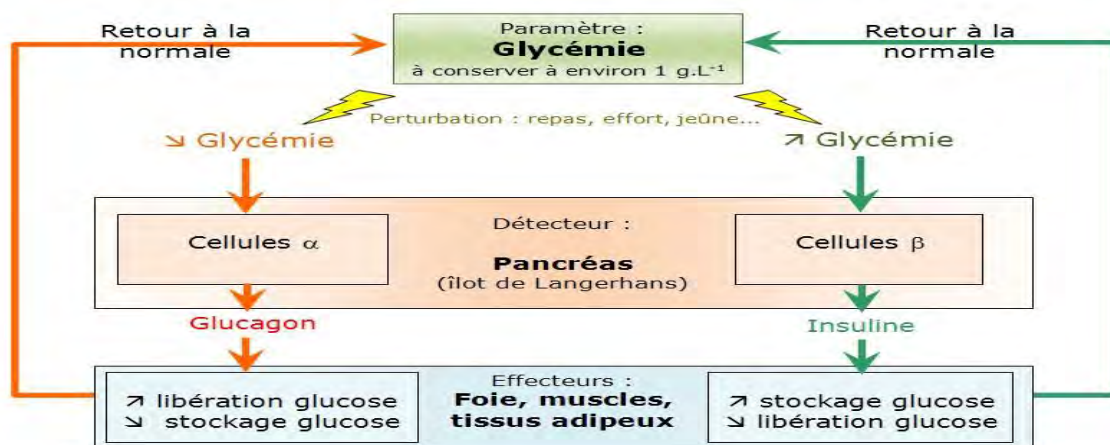 Retour à la
normale
Paramètre :
Glycémie
à conserver à environ 1 g.L⁻¹
Retour à la
normale
Perturbation : repas, effort, jeûne...
↘ Glycémie
↗ Glycémie
Détecteur :
Cellules α
Cellules β
Pancréas
(îlot de Langerhans)
Glucagon
Insuline
Effecteurs :
↗ libération glucose
↘ stockage glucose
Foie, muscles,
tissus adipeux
↗ stockage glucose
↘ libération glucose